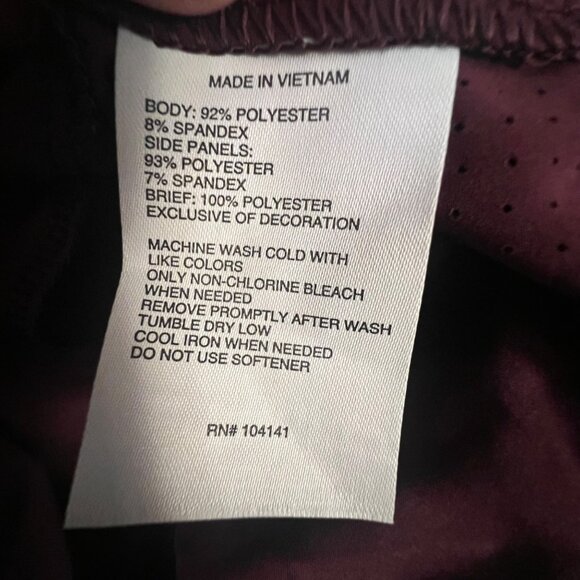 MADE IN VIETNAM
BODY: 92% POLYESTER
8% SPANDEX
SIDE PANELS:
93% POLYESTER
7% SPANDEX
BRIEF: 100% POLYESTER
EXCLUSIVE OF DECORATION
MACHINE WASH COLD WITH
LIKE COLORS
ONLY NON-CHLORINE BLEACH
WHEN NEEDED
REMOVE PROMPTLY AFTER WASH
TUMBLE DRY LOW
COOL IRON WHEN NEEDED
DO NOT USE SOFTENER
RN# 104141